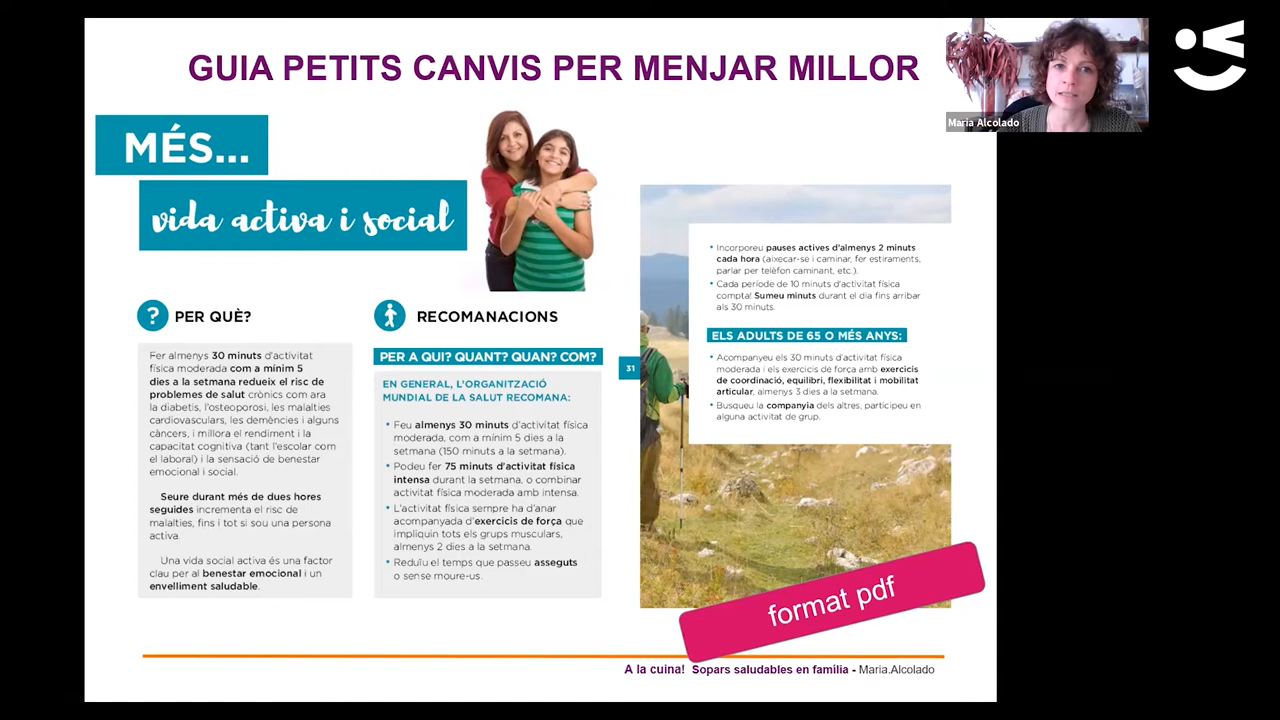 GUIA PETITS CANVIS PER MENJAR MILLOR
Maria Alcolado
MÉS...
vida activa i social
? PER QUÈ?
Fer almenys 30 minuts d'activitat
física moderada com a mínim 5
dies a la setmana redueix el risc de
problemes de salut crònics com ara
la diabetis, l'osteoporosi, les malalties
cardiovasculars, les demències i alguns
càncers, i millora el rendiment i la
capacitat cognitiva (tant l'escolar com
el laboral) i la sensació de benestar
emocional i social.
Seure durant més de dues hores
seguides incrementa el risc de
malalties, fins i tot si sou una persona
activa.
Una vida social activa és una factor
clau per al benestar emocional i un
envelliment saludable.
RECOMANACIONS
PER A QUI? QUANT? QUAN? COM?
EN GENERAL, L'ORGANITZACIÓ
MUNDIAL DE LA SALUT RECOMANA:
• Feu almenys 30 minuts d'activitat física
moderada, com a mínim 5 dies a la
setmana (150 minuts a la setmana).
• Podeu fer 75 minuts d'activitat física
intensa durant la setmana, o combinar
activitat física moderada amb intensa.
• L'activitat física sempre ha d'anar
acompanyada d'exercicis de força que
impliquin tots els grups musculars,
almenys 2 dies a la setmana.
• Reduïu el temps que passeu asseguts
o sense moure-us.
31
• Incorporeu pauses actives d'almenys 2 minuts
cada hora (aixecar-se i caminar, fer estiraments,
parlar per telèfon caminant, etc.).
• Cada període de 10 minuts d'activitat física
compta! Sumeu minuts durant el dia fins arribar
als 30 minuts.
ELS ADULTS DE 65 O MÉS ANYS:
• Acompanyeu els 30 minuts d'activitat física
moderada i els exercicis de força amb exercicis
de coordinació, equilibri, flexibilitat i mobilitat
articular, almenys 3 dies a la setmana.
• Busqueu la companyia dels altres, participeu en
alguna activitat de grup.
format pdf
A la cuina! Sopars saludables en familia - Maria.Alcolado